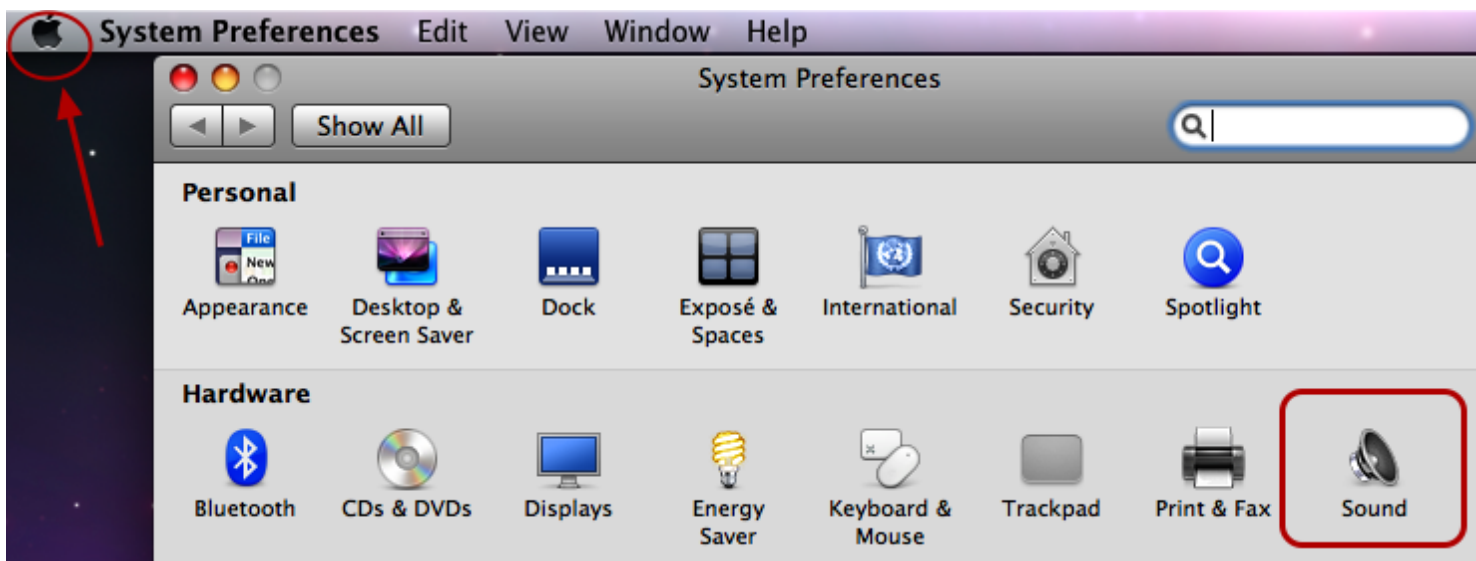 System Preferences Edit View Window Help
System Preferences
Show All
Personal
File
New
Appearance
Desktop &
Screen Saver
Dock
Exposé &
Spaces
International
Security
Spotlight
Hardware
Bluetooth
CDs & DVDs
Displays
Energy
Saver
Keyboard &
Mouse
Trackpad
Print & Fax
Sound